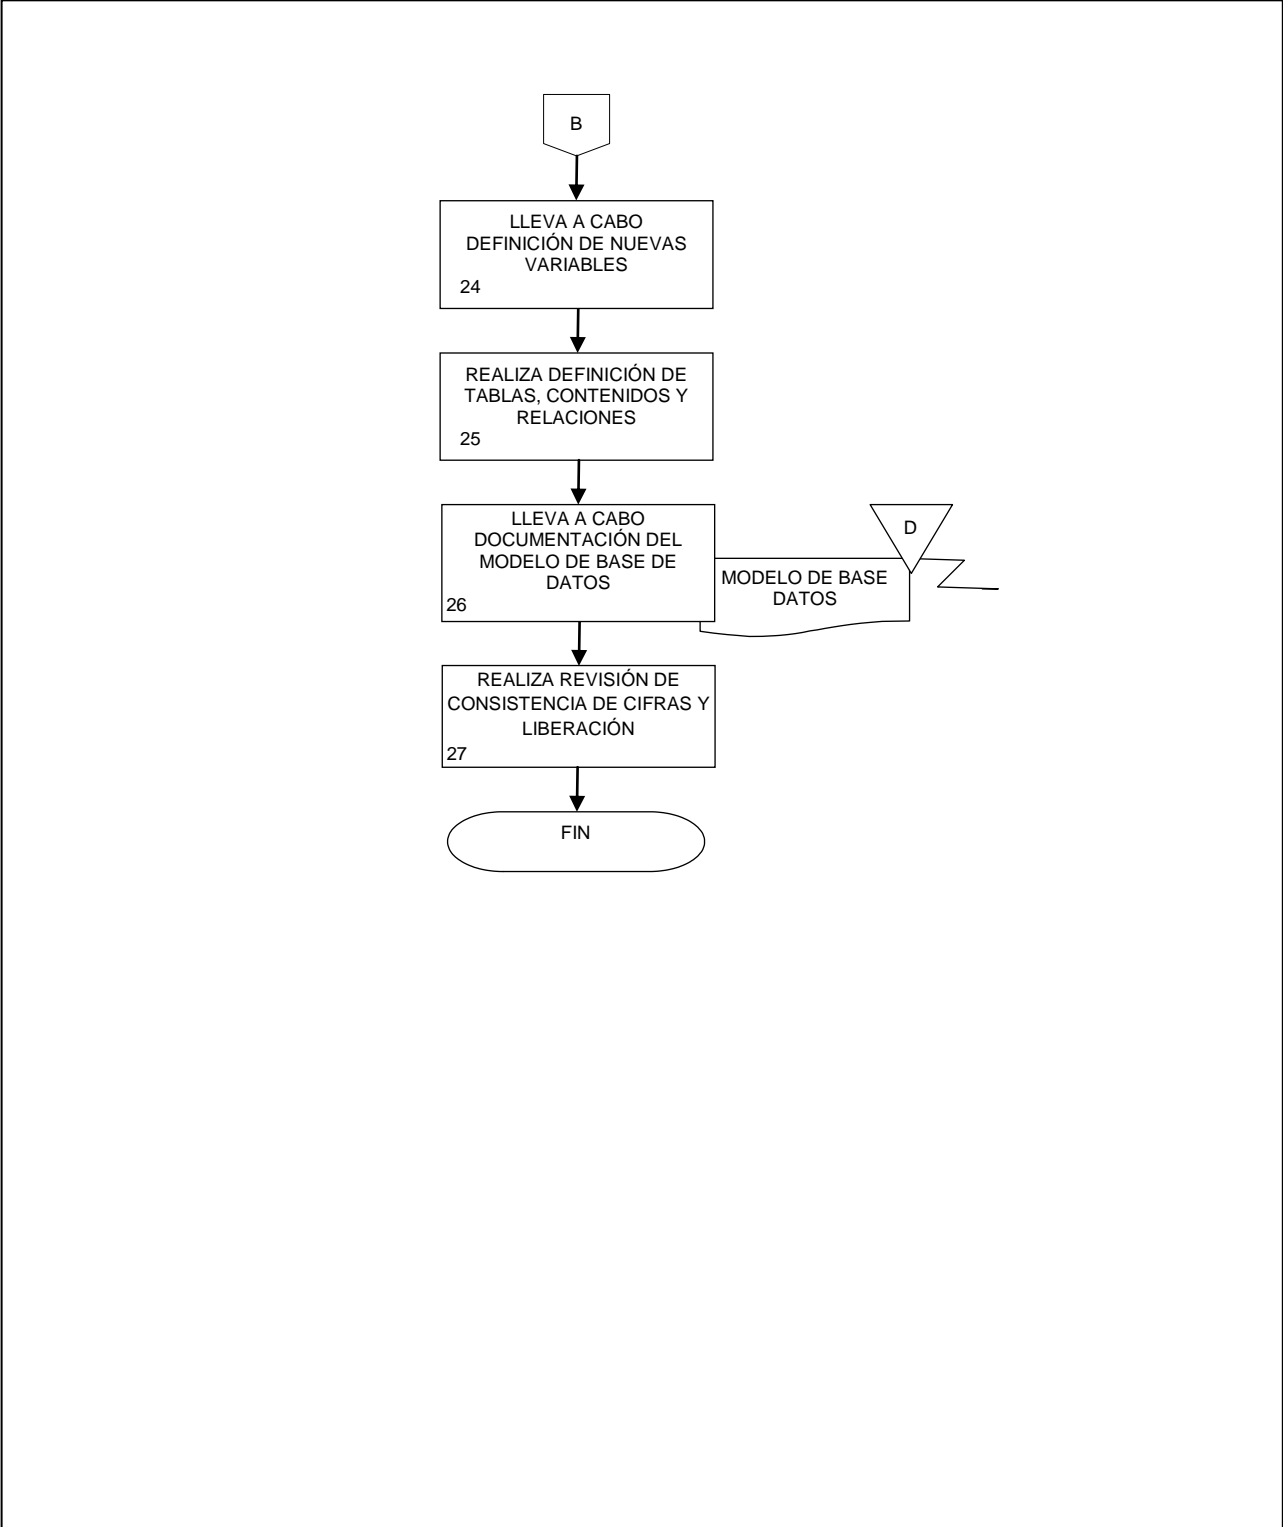 B
LLEVA A CABO
DEFINICIÓN DE NUEVAS
VARIABLES
24
REALIZA DEFINICIÓN DE
TABLAS, CONTENIDOS Y
RELACIONES
25
LLEVA A CABO
DOCUMENTACIÓN DEL
MODELO DE BASE DE
DATOS
26
D
MODELO DE BASE
DATOS
REALIZA REVISIÓN DE
CONSISTENCIA DE CIFRAS Y
LIBERACIÓN
27
FIN